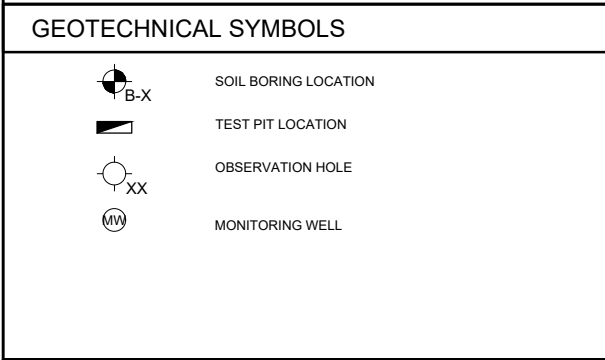 GEOTECHNICAL SYMBOLS
B-X SOIL BORING LOCATION
TEST PIT LOCATION
XX OBSERVATION HOLE
MW MONITORING WELL